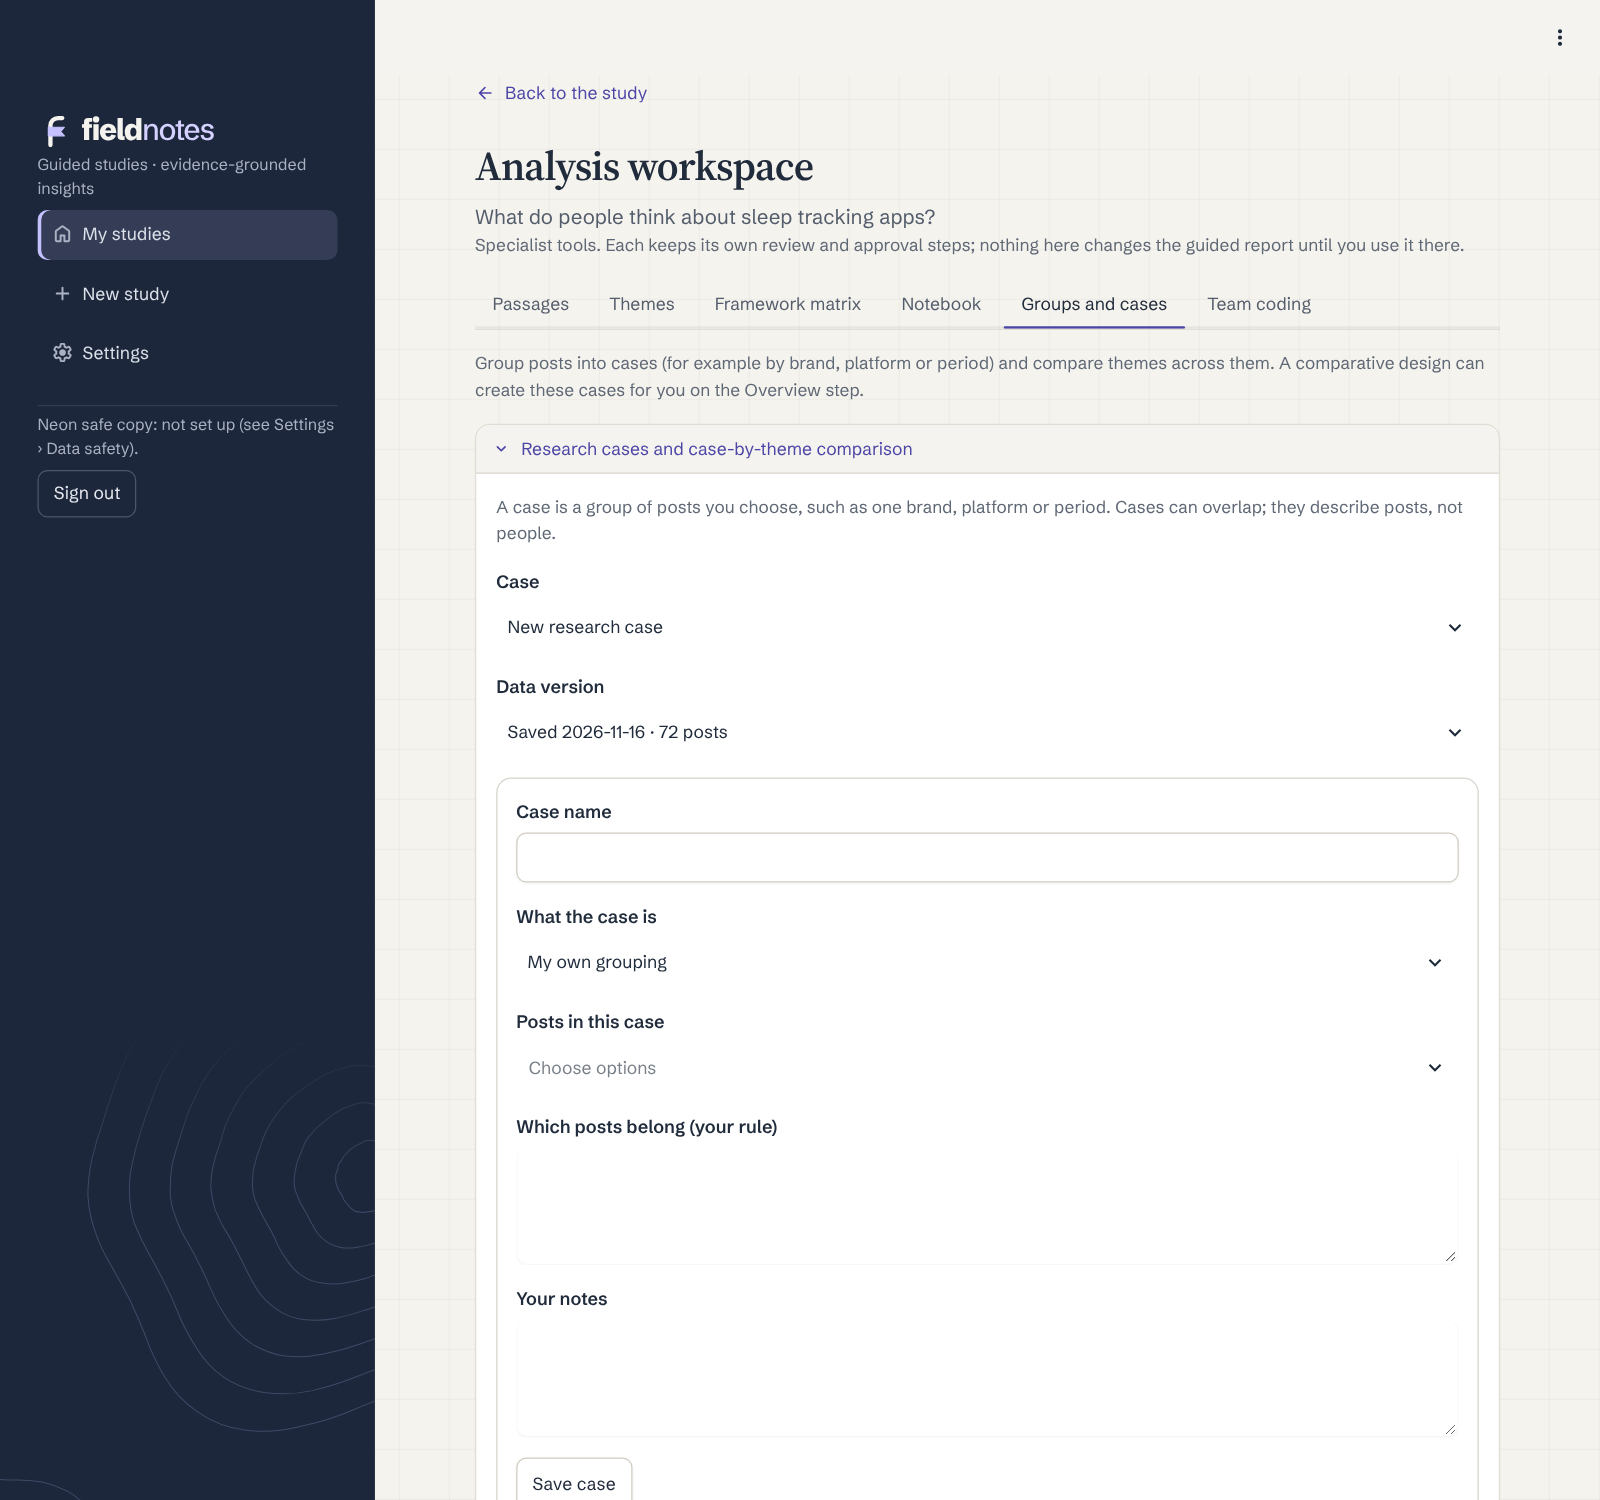 fieldnotes
Guided studies · evidence-grounded
insights
My studies
New study
Settings
Neon safe copy: not set up (see Settings
› Data safety).
Sign out
Back to the study
Analysis workspace
What do people think about sleep tracking apps?
Specialist tools. Each keeps its own review and approval steps; nothing here changes the guided report until you use it there.
Passages
Themes
Framework matrix
Notebook
Groups and cases
Team coding
Group posts into cases (for example by brand, platform or period) and compare themes across them. A comparative design can
create these cases for you on the Overview step.
Research cases and case-by-theme comparison
A case is a group of posts you choose, such as one brand, platform or period. Cases can overlap; they describe posts, not
people.
Case
New research case
Data version
Saved 2026-11-16 · 72 posts
Case name
What the case is
My own grouping
Posts in this case
Choose options
Which posts belong (your rule)
Your notes
Save case